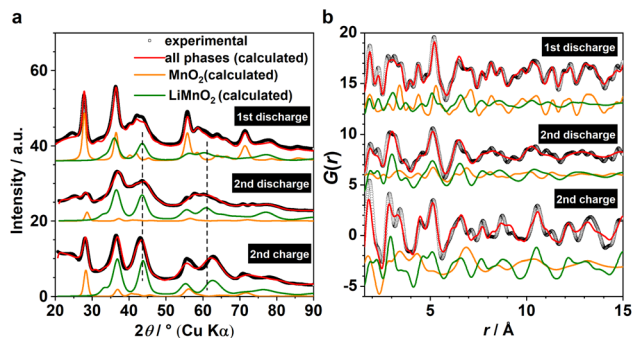 a
experimental
all phases (calculated)
MnO₂(calculated)
LiMnO₂ (calculated)
1st discharge
2nd discharge
2nd charge
60
40
20
0
Intensity / a.u.
20 30 40 50 60 70 80 90
2θ / ° (Cu Kα)
b
1st discharge
2nd discharge
2nd charge
20
15
10
5
0
-5
G(r)
5 10 15
r / Å